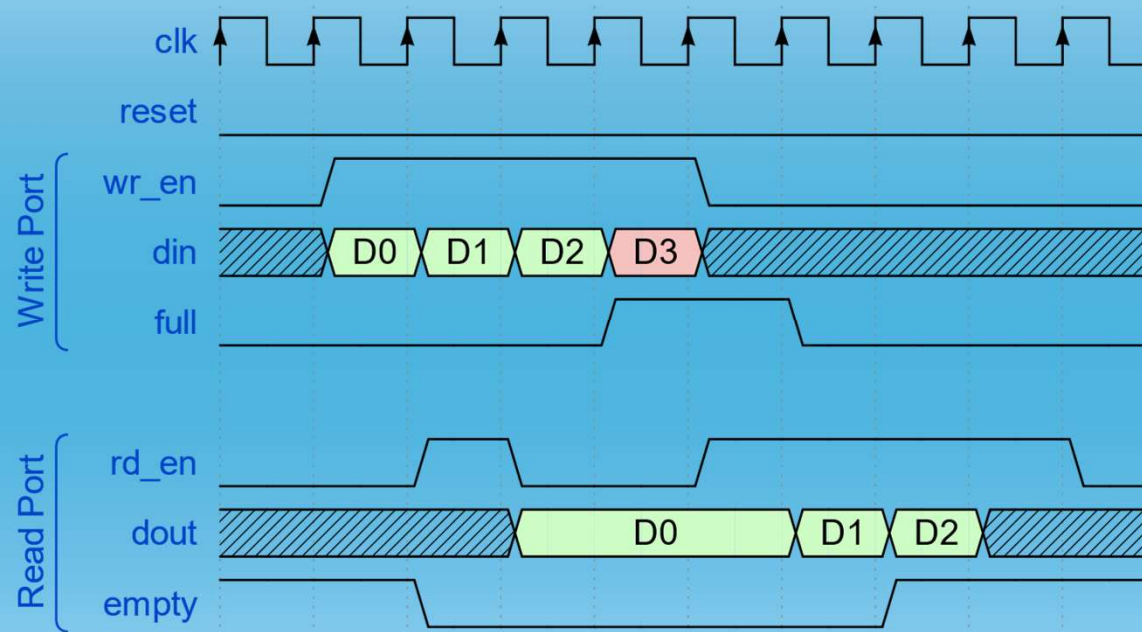 clk
reset
Write Port
wr_en
din D0 D1 D2 D3
full
Read Port
rd_en
dout D0 D1 D2
empty